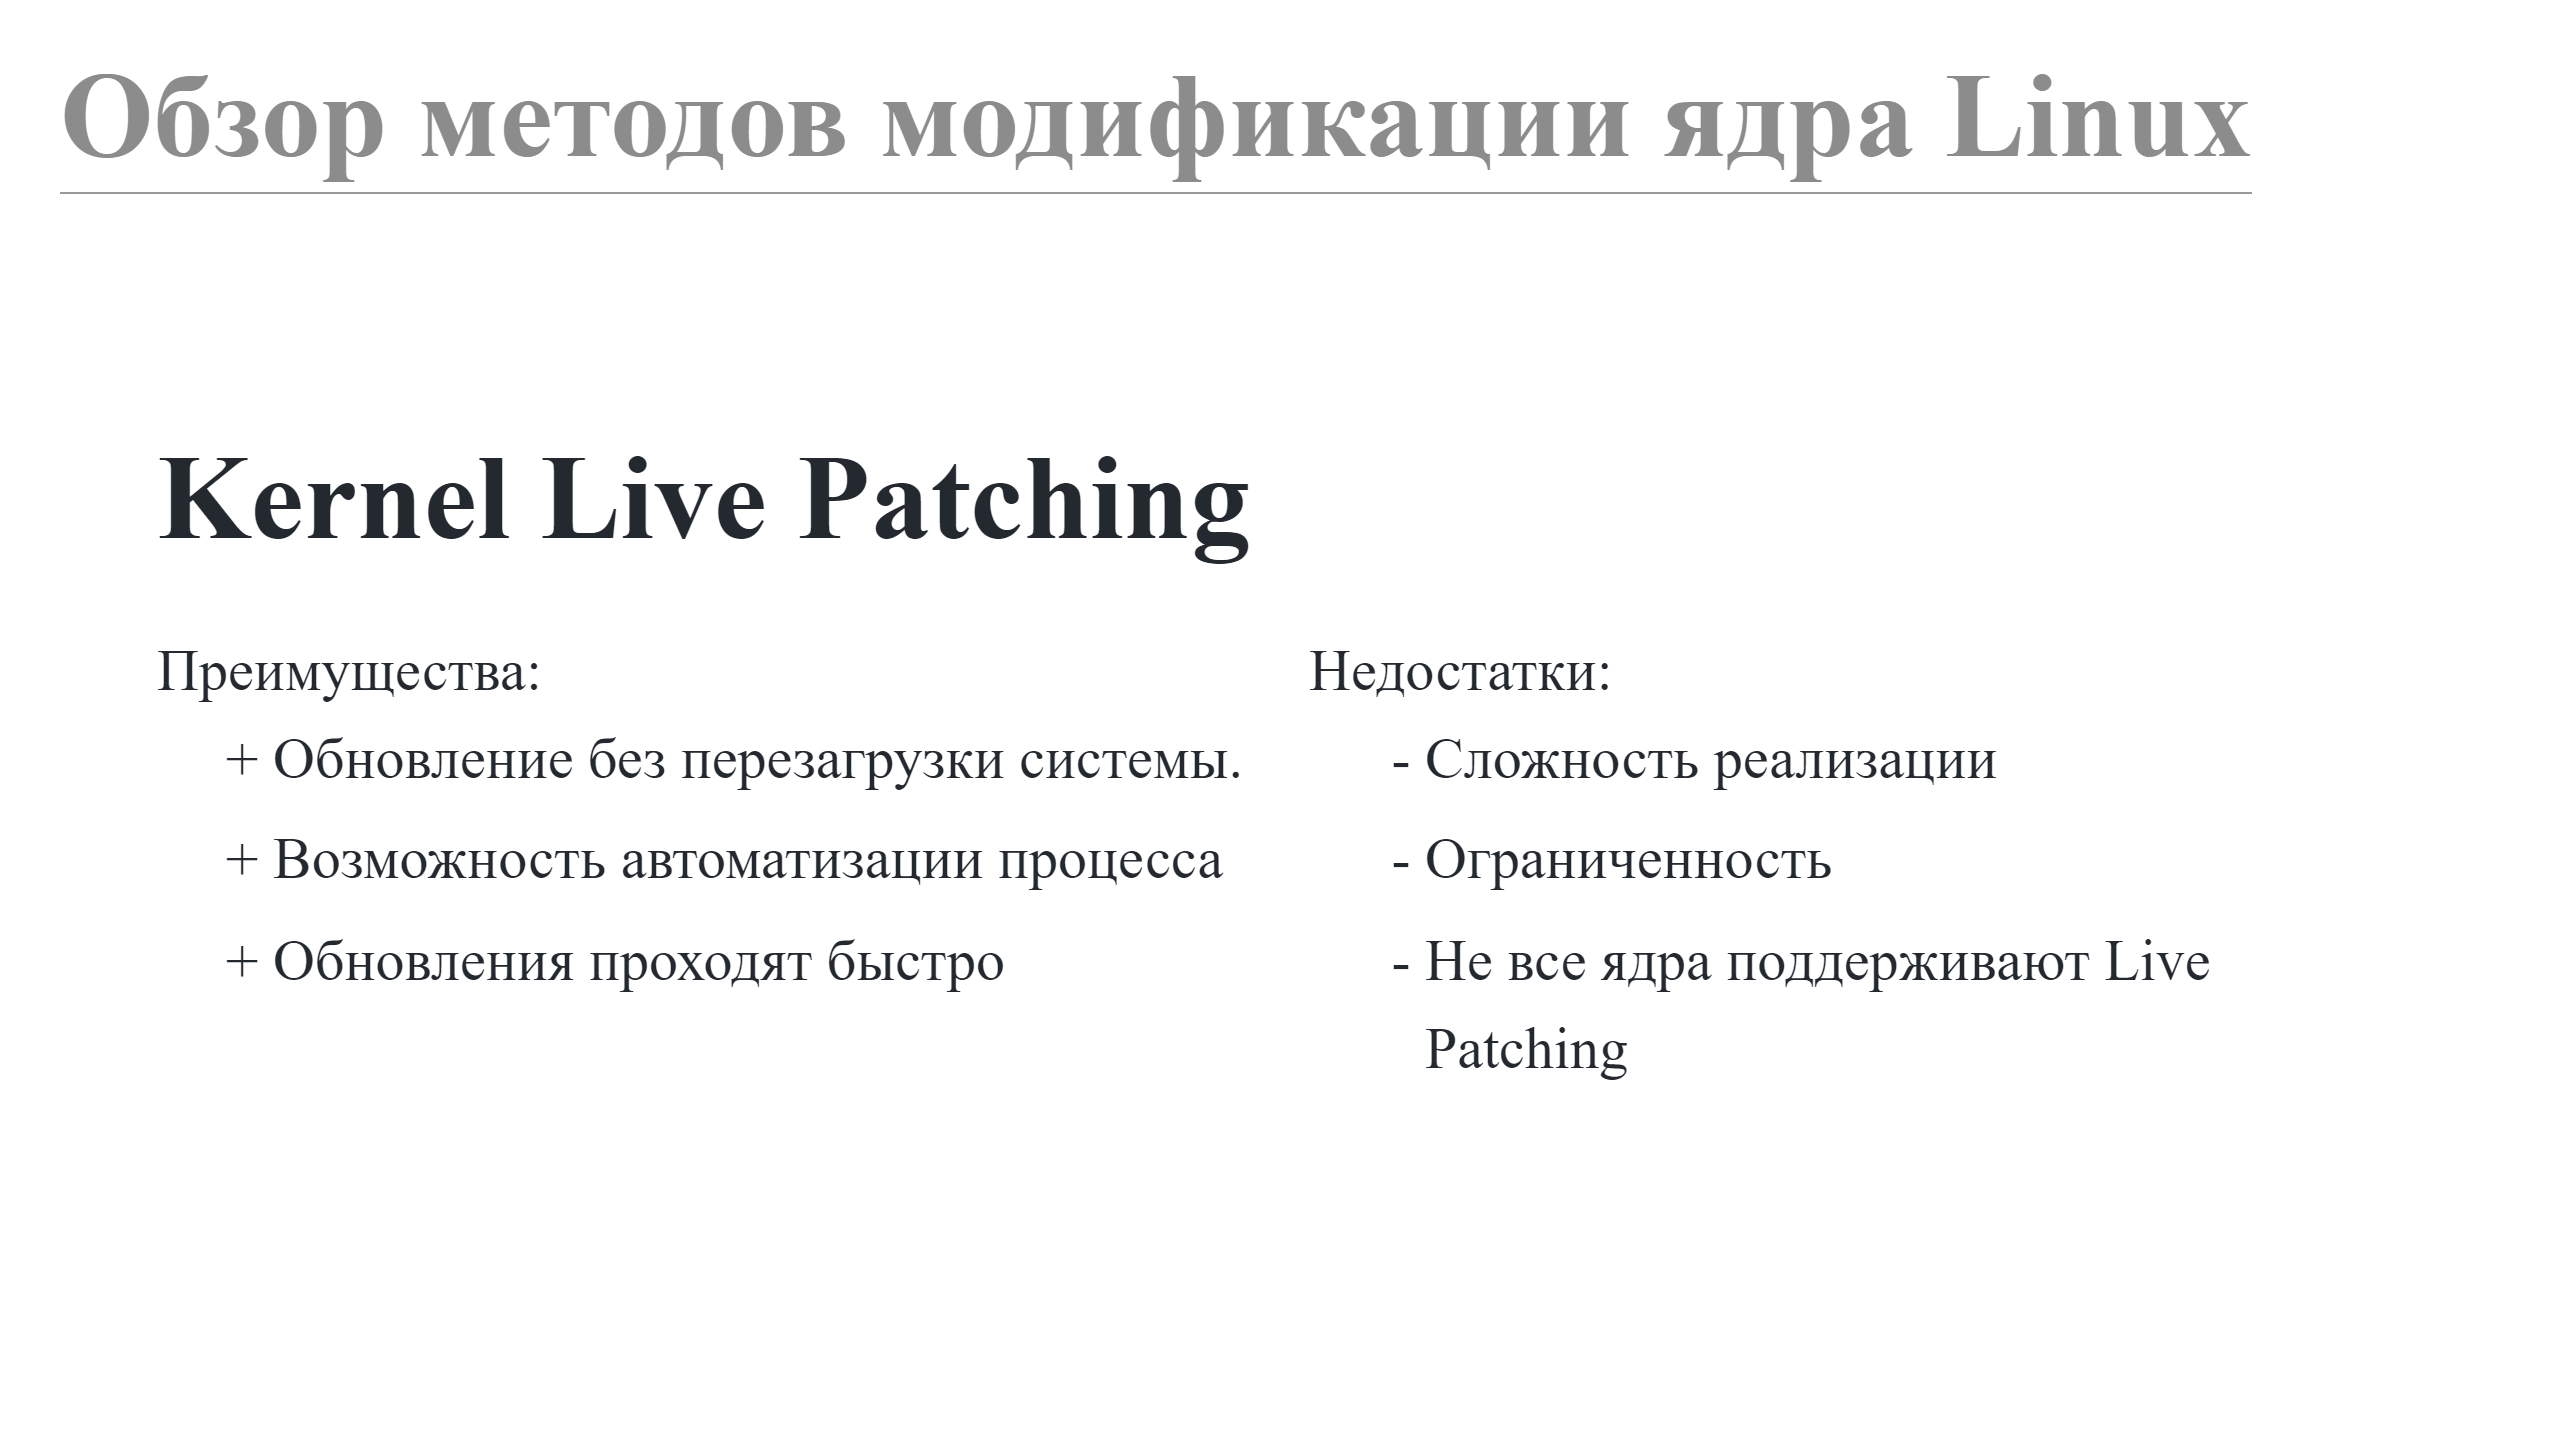 Обзор методов модификации ядра Linux
Kernel Live Patching
Преимущества:
+ Обновление без перезагрузки системы.
+ Возможность автоматизации процесса
+ Обновления проходят быстро
Недостатки:
- Сложность реализации
- Ограниченность
- Не все ядра поддерживают Live
Patching